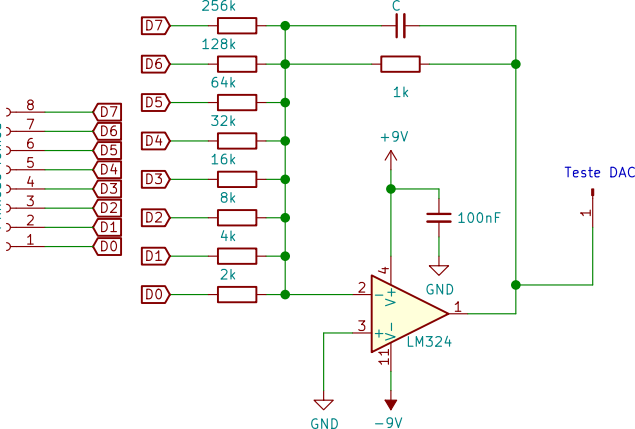 256k
C
D7
128k
D6
64k
1k
D5
32k
8 D7
7 D6
6 D5
5 D4
4 D3
3 D2
2 D1
1 D0
D4
16k
+9V
D3
8k
Teste DAC
1
D2
4k
100nF
D1
2k
4
GND
D0
2
-
V+
1
3
+
V-
LM324
11
GND
-9V